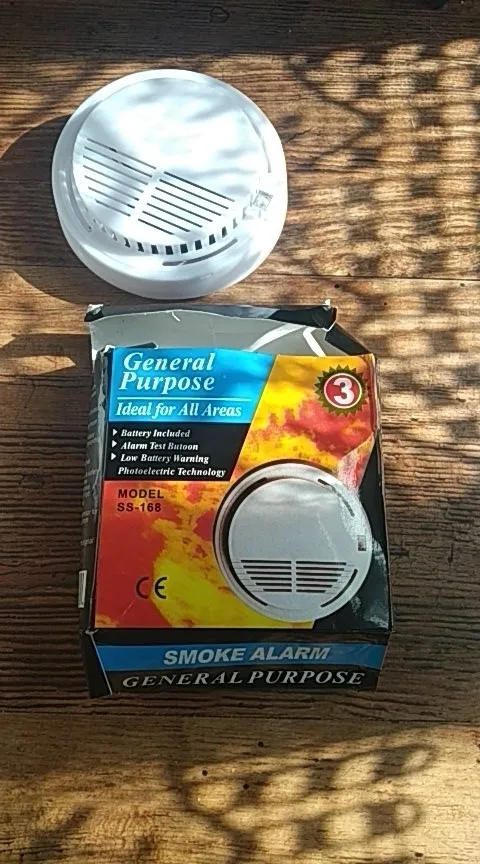 General
Purpose
Ideal for All Areas
Battery Included
Alarm Test Butoon
Low Battery Warning
Photoelectric Technology
3
MODEL
SS-168
CE
SMOKE ALARM
GENERAL PURPOSE